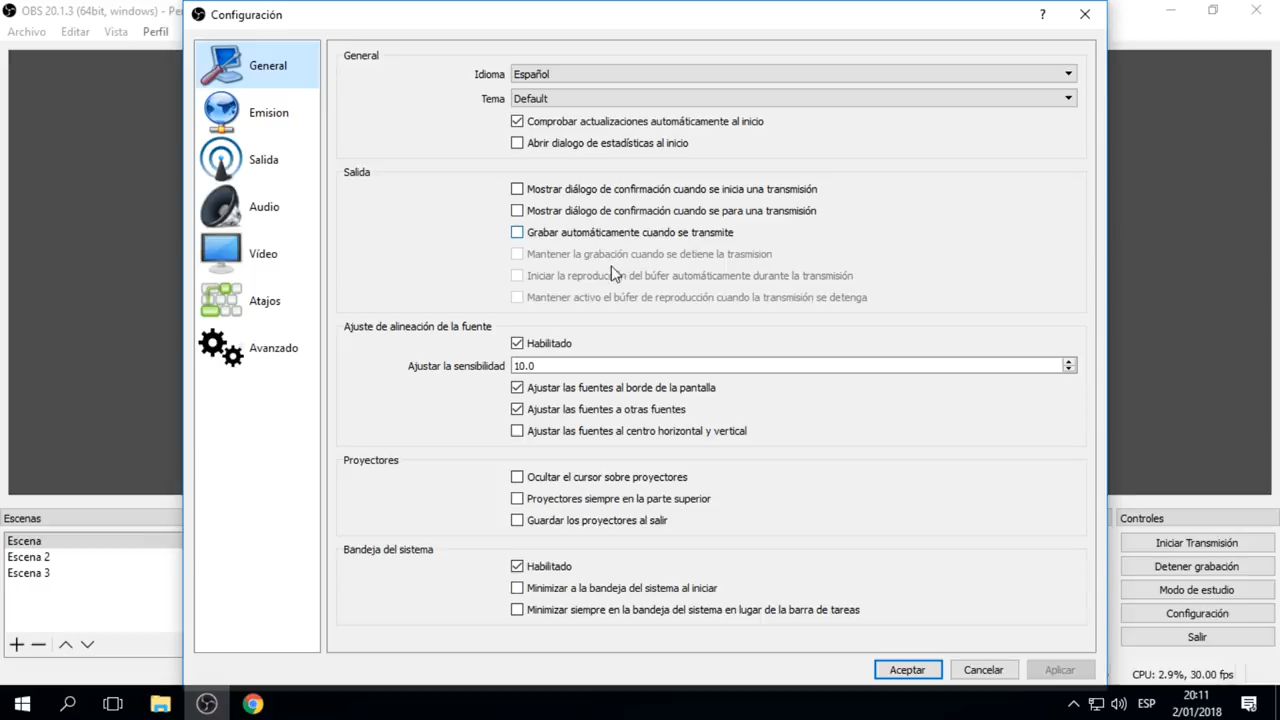 OBS 20.1.3 (64bit, windows) - Pe
Archivo Editar Vista Perfil
Configuración
?
General
Emision
Salida
Audio
Vídeo
Atajos
Avanzado
General
Idioma Español
Tema Default
Comprobar actualizaciones automáticamente al inicio
Abrir dialogo de estadísticas al inicio
Salida
Mostrar diálogo de confirmación cuando se inicia una transmisión
Mostrar diálogo de confirmación cuando se para una transmisión
Grabar automáticamente cuando se transmite
Mantener la grabación cuando se detiene la trasmision
Iniciar la reproducción del búfer automáticamente durante la transmisión
Mantener activo el búfer de reproducción cuando la transmisión se detenga
Ajuste de alineación de la fuente
Habilitado
Ajustar la sensibilidad 10.0
Ajustar las fuentes al borde de la pantalla
Ajustar las fuentes a otras fuentes
Ajustar las fuentes al centro horizontal y vertical
Proyectores
Ocultar el cursor sobre proyectores
Proyectores siempre en la parte superior
Guardar los proyectores al salir
Bandeja del sistema
Habilitado
Minimizar a la bandeja del sistema al iniciar
Minimizar siempre en la bandeja del sistema en lugar de la barra de tareas
Aceptar Cancelar Aplicar
Escenas
Escena
Escena 2
Escena 3
Controles
Iniciar Transmisión
Detener grabación
Modo de estudio
Configuración
Salir
CPU: 2.9%, 30.00 fps
ESP
20:11
2/01/2018